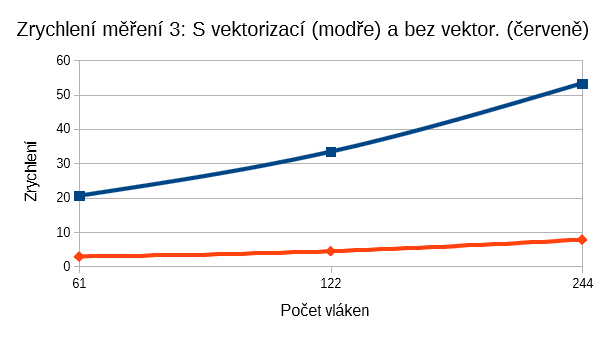 Zrychlení měření 3: S vektorizací (modře) a bez vektor. (červeně)
60
50
40
30
20
10
0
Zrychlení
61 122 244
Počet vláken